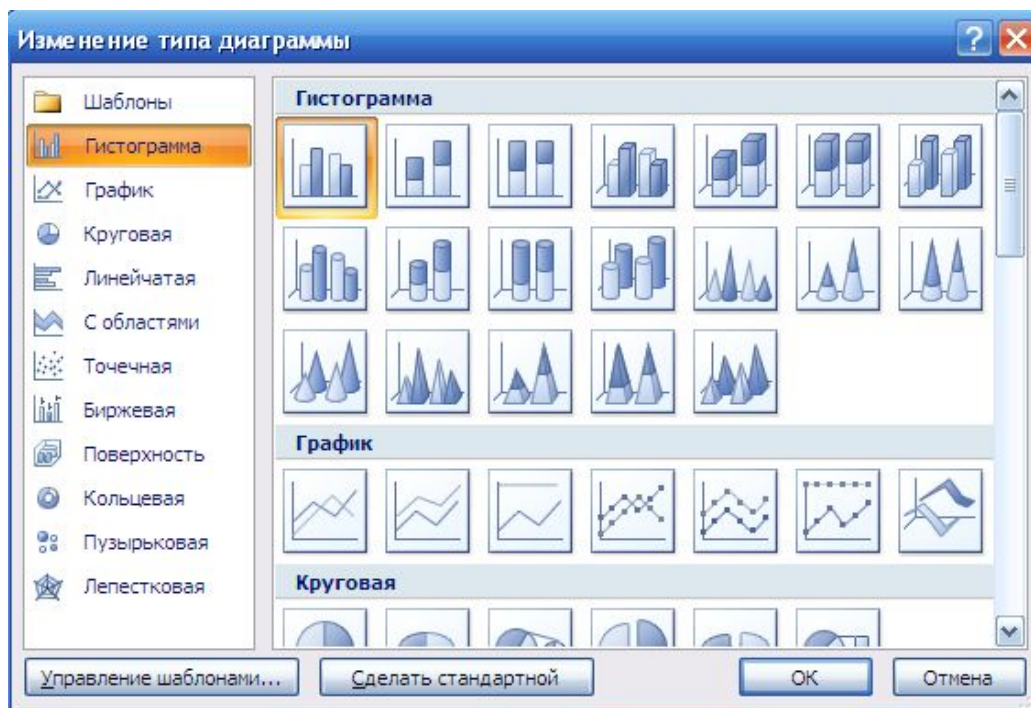 Изменение типа диаграммы
Шаблоны
Гистограмма
График
Круговая
Линейчатая
С областями
Точечная
Биржевая
Поверхность
Кольцевая
Пузырьковая
Лепестковая
Гистограмма
График
Круговая
Управление шаблонами...
Сделать стандартной
ОК
Отмена